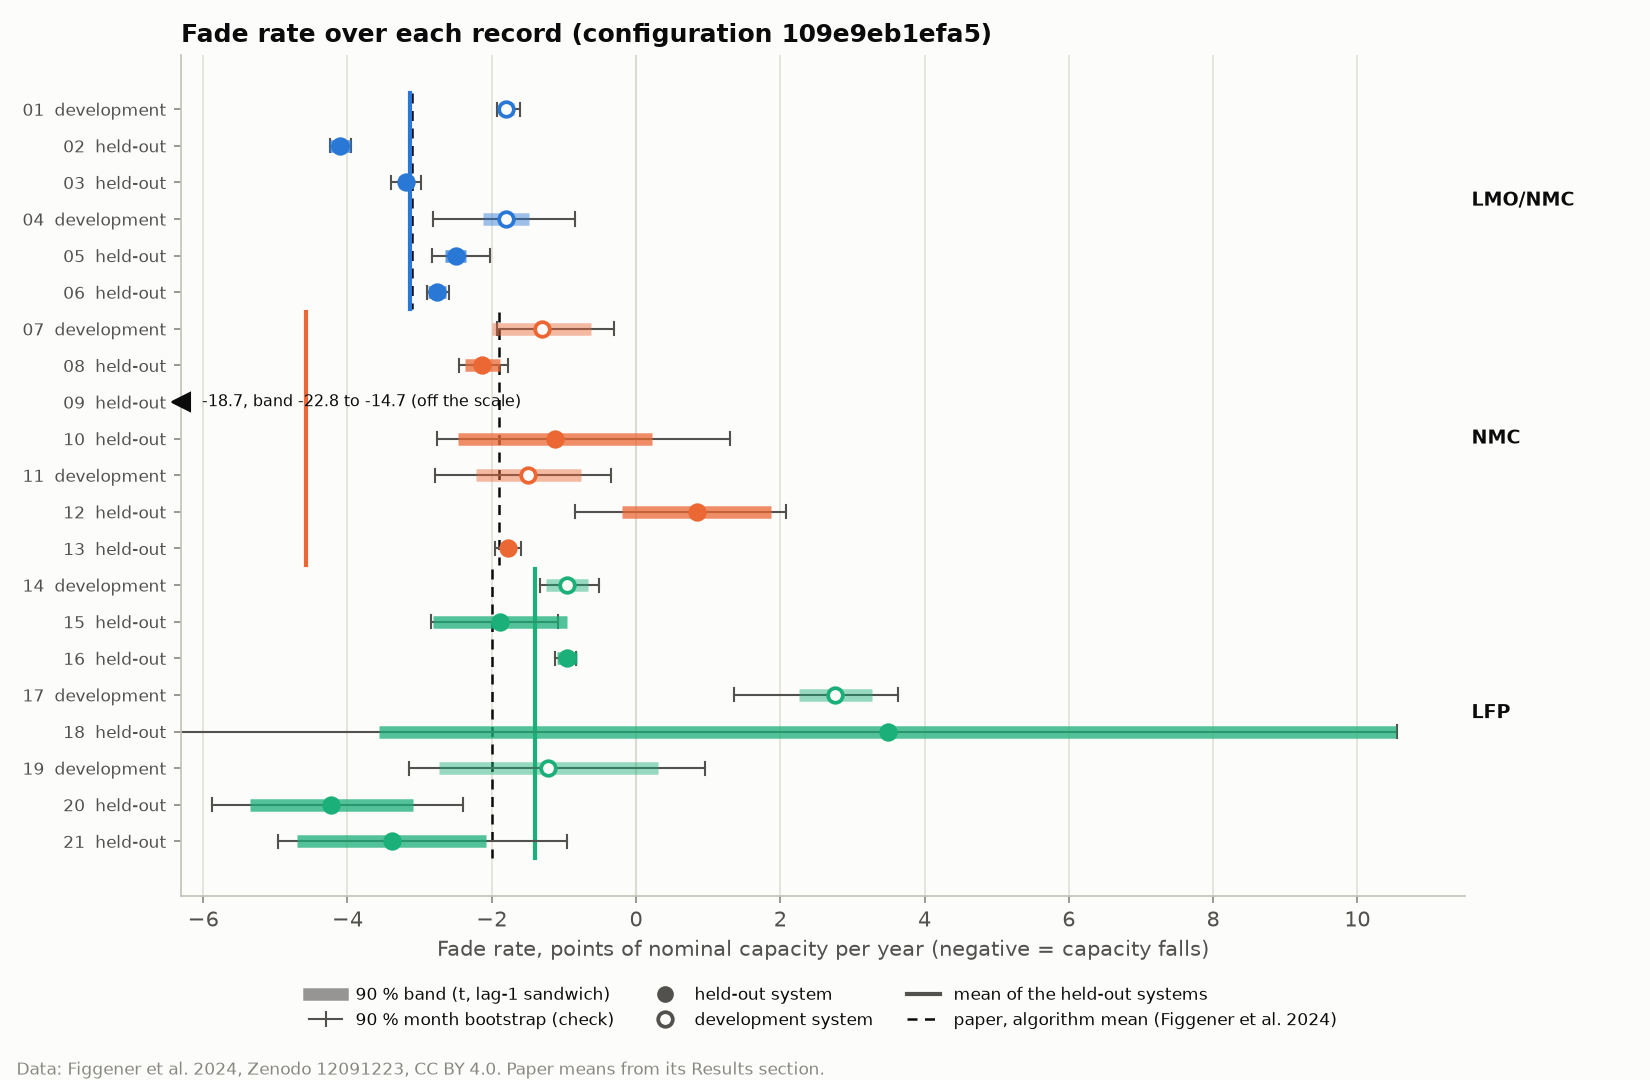 Fade rate over each record (configuration 109e9eb1efa5)
01 development
02 held-out
03 held-out
04 development
05 held-out
06 held-out
07 development
08 held-out
09 held-out
10 held-out
11 development
12 held-out
13 held-out
14 development
15 held-out
16 held-out
17 development
18 held-out
19 development
20 held-out
21 held-out
-18.7, band -22.8 to -14.7 (off the scale)
LMO/NMC
NMC
LFP
−6 −4 −2 0 2 4 6 8 10
Fade rate, points of nominal capacity per year (negative = capacity falls)
90 % band (t, lag-1 sandwich)
90 % month bootstrap (check)
held-out system
development system
mean of the held-out systems
paper, algorithm mean (Figgener et al. 2024)
Data: Figgener et al. 2024, Zenodo 12091223, CC BY 4.0. Paper means from its Results section.